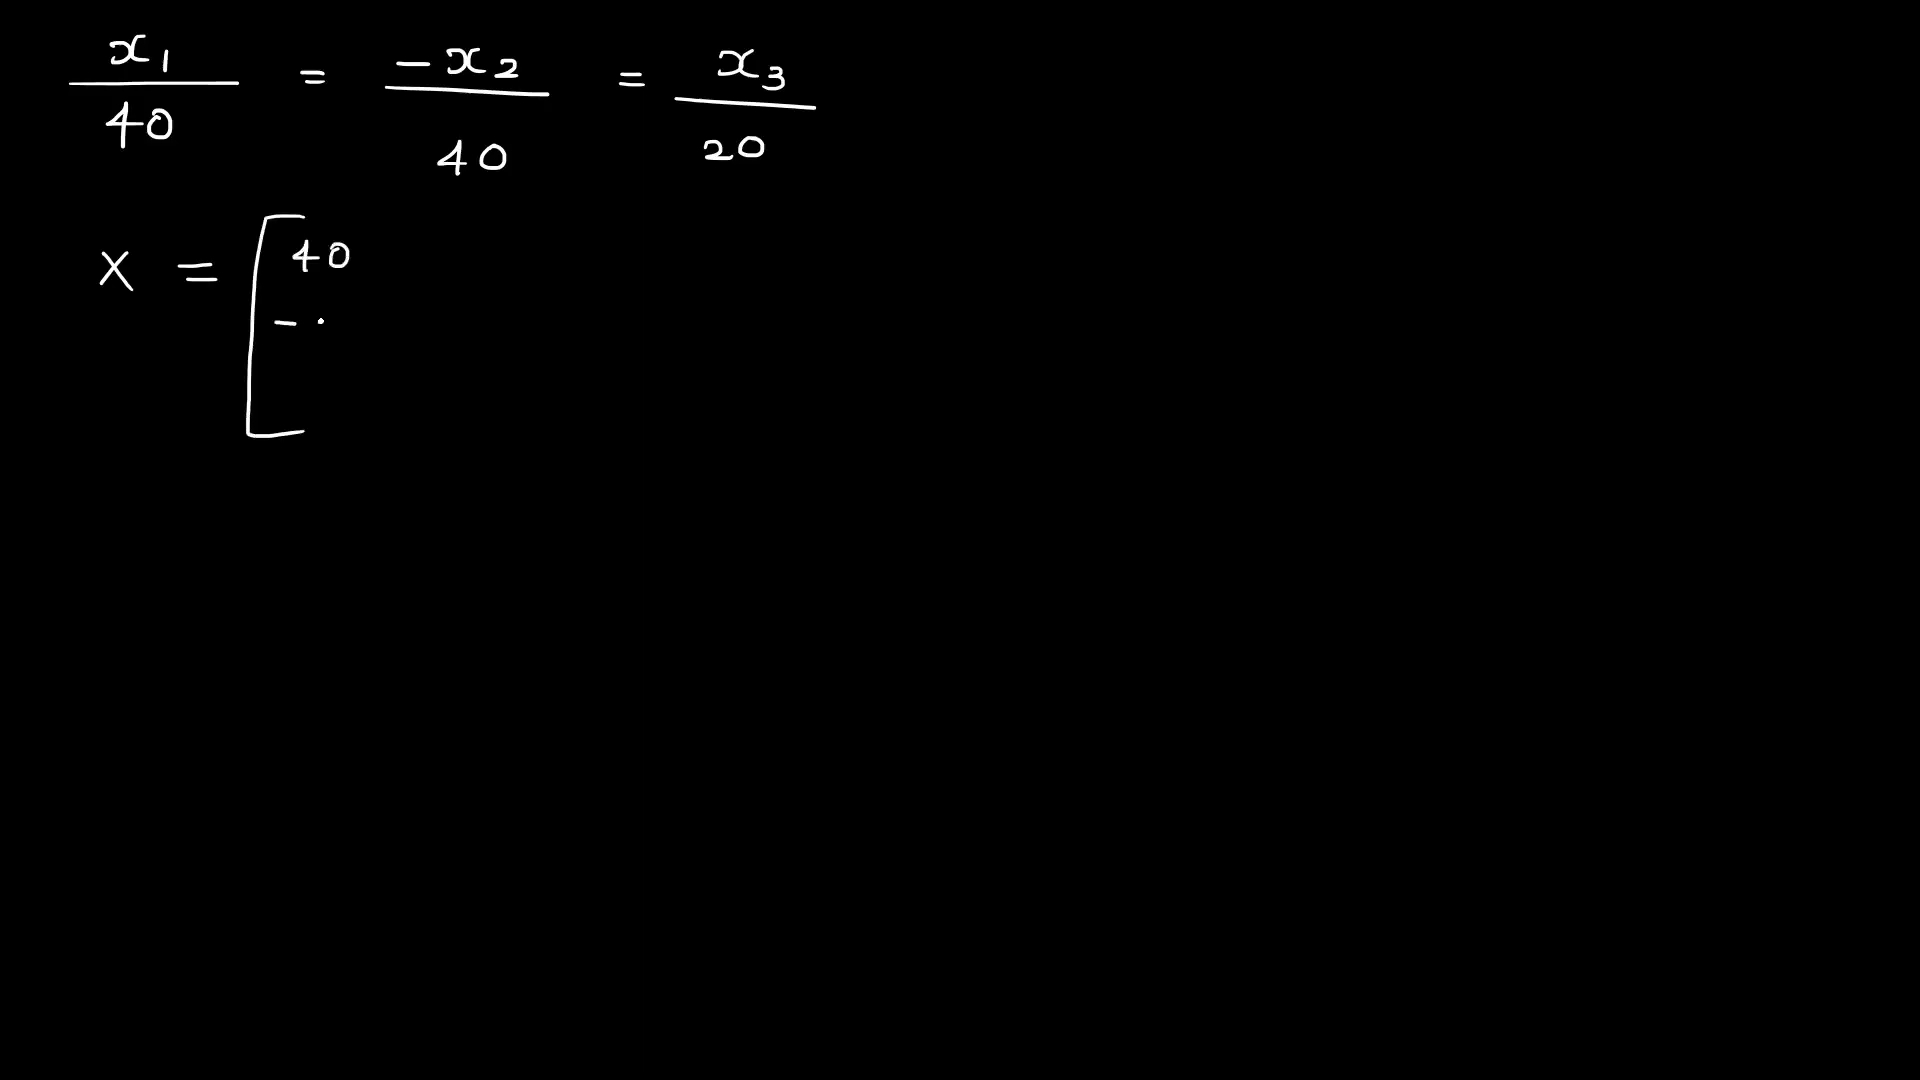 x₁/40 = -x₂/40 = x₃/20
X = [40
-